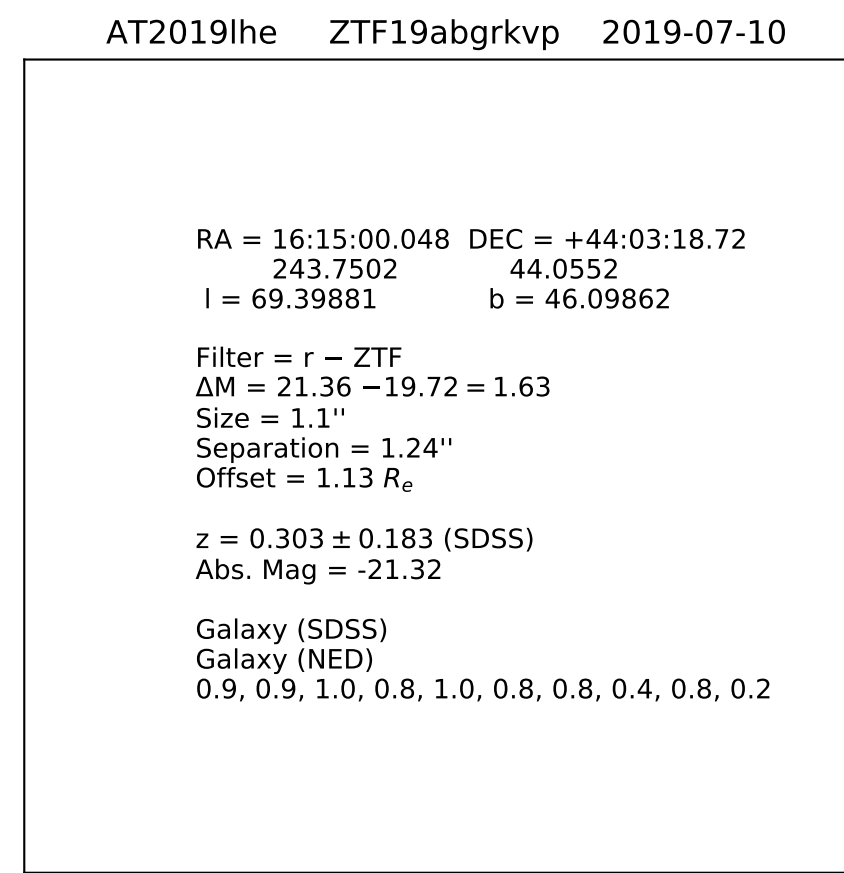 AT2019lhe ZTF19abgrkvp 2019-07-10
RA = 16:15:00.048 DEC = +44:03:18.72
243.7502 44.0552
l = 69.39881 b = 46.09862
Filter = r − ZTF
ΔM = 21.36 −19.72 = 1.63
Size = 1.1''
Separation = 1.24''
Offset = 1.13 Rₑ
z = 0.303 ± 0.183 (SDSS)
Abs. Mag = -21.32
Galaxy (SDSS)
Galaxy (NED)
0.9, 0.9, 1.0, 0.8, 1.0, 0.8, 0.8, 0.4, 0.8, 0.2